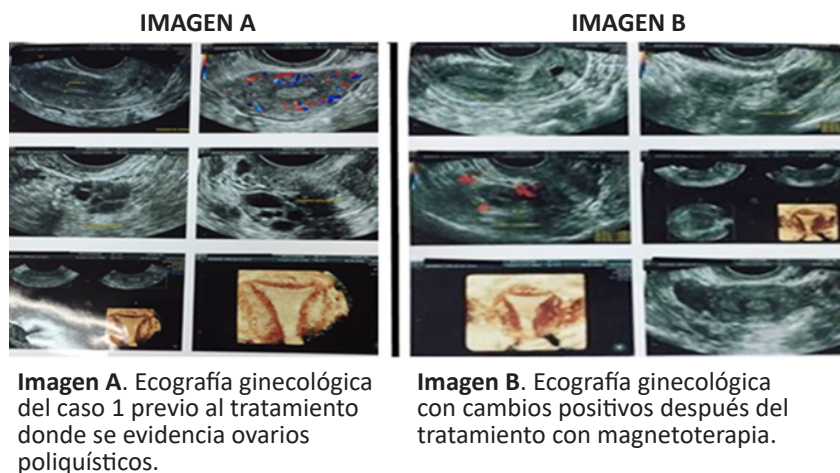 IMAGEN A
IMAGEN B
Imagen A. Ecografía ginecológica
del caso 1 previo al tratamiento
donde se evidencia ovarios
poliquísticos.
Imagen B. Ecografía ginecológica
con cambios positivos después del
tratamiento con magnetoterapia.